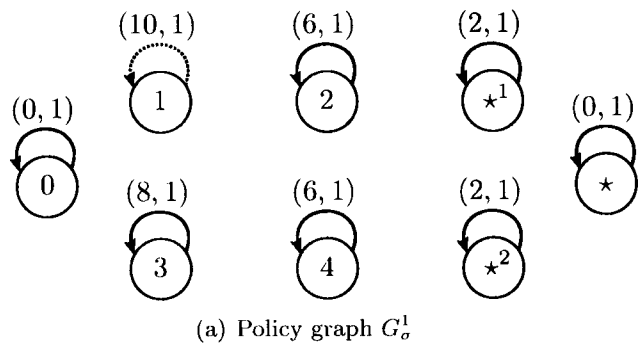 (10, 1) (6, 1) (2, 1)
1 2 ⋆¹
(0, 1) (0, 1)
0 ⋆
(8, 1) (6, 1) (2, 1)
3 4 ⋆²
(a) Policy graph G¹σ